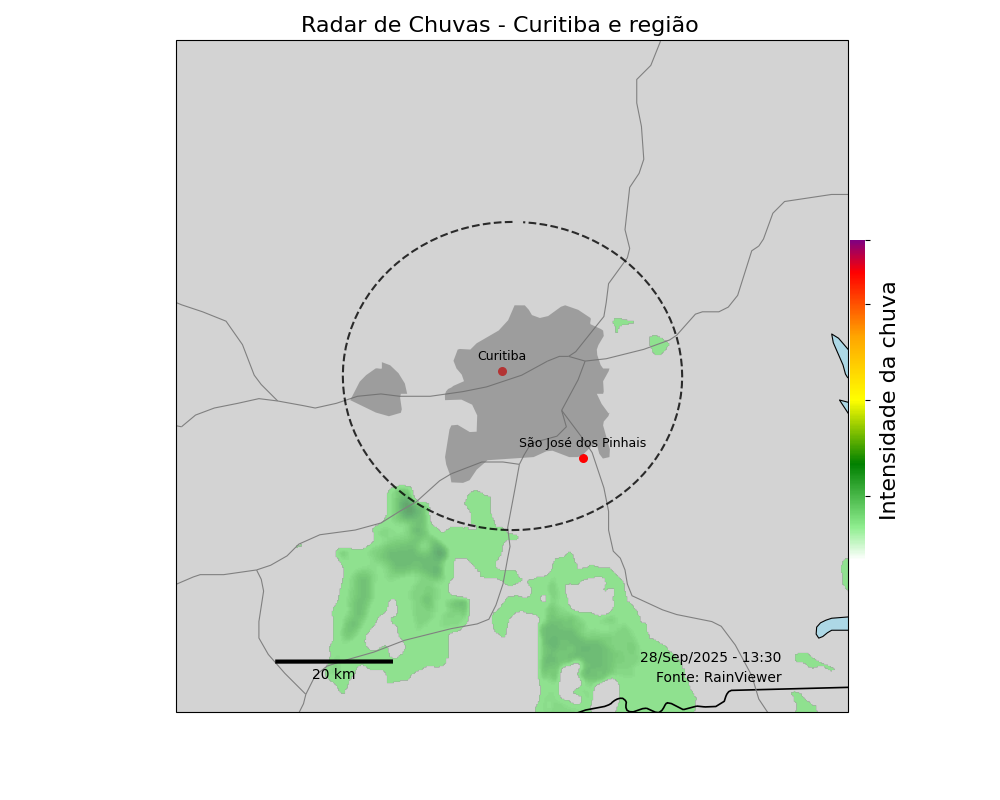 Radar de Chuvas - Curitiba e região
Curitiba
São José dos Pinhais
Intensidade da chuva
28/Sep/2025 - 13:30
Fonte: RainViewer
20 km